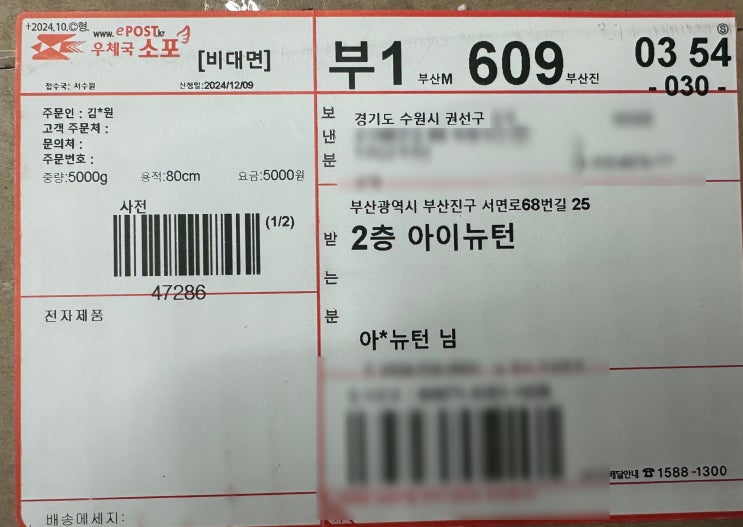 +2024.10.©형.
www.ePOST.kr
우체국 소포
[비대면]
접수국: 서수원
신청일:2024/12/09
부1 부산M 609 부산진
Ⓢ
03 54
- 030 -
주문인 : 김*원
고객 주문처 :
문의처 :
주문번호 :
중량:5000g 용적:80cm 요금:5000원
사전
(1/2)
47286
전자제품
배송메세지:
보낸분
경기도 수원시 권선구
받는분
부산광역시 부산진구 서면로68번길 25
2층 아이뉴턴
아*뉴턴 님
배달안내 ☎ 1588-1300